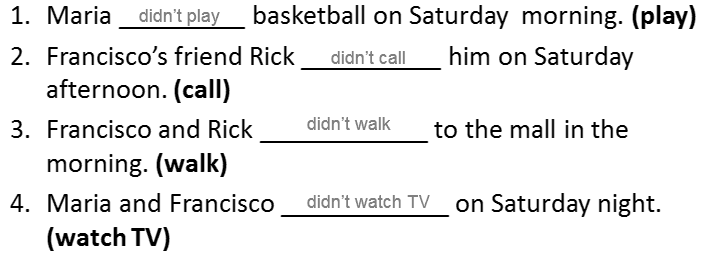 1. Maria didn't play basketball on Saturday morning. (play)
2. Francisco's friend Rick didn't call him on Saturday
afternoon. (call)
3. Francisco and Rick didn't walk to the mall in the
morning. (walk)
4. Maria and Francisco didn't watch TV on Saturday night.
(watch TV)